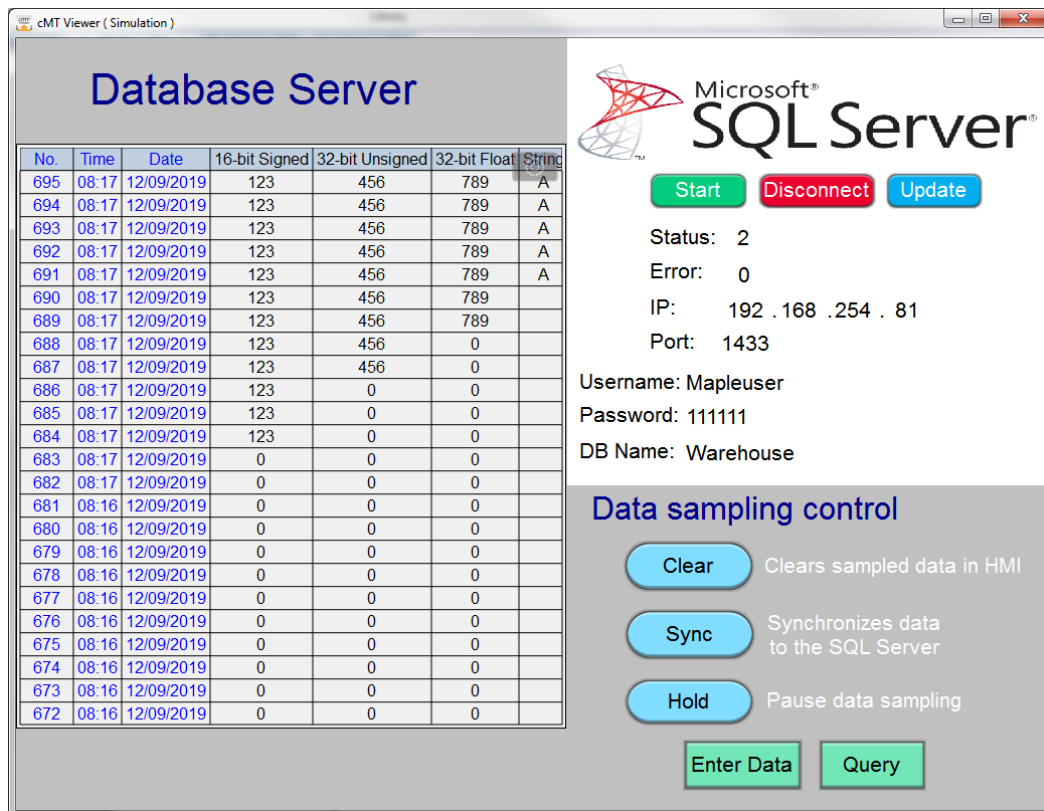 cMT Viewer ( Simulation )
Database Server
No. Time Date 16-bit Signed 32-bit Unsigned 32-bit Float String
695 08:17 12/09/2019 123 456 789 A
694 08:17 12/09/2019 123 456 789 A
693 08:17 12/09/2019 123 456 789 A
692 08:17 12/09/2019 123 456 789 A
691 08:17 12/09/2019 123 456 789 A
690 08:17 12/09/2019 123 456 789
689 08:17 12/09/2019 123 456 789
688 08:17 12/09/2019 123 456 0
687 08:17 12/09/2019 123 456 0
686 08:17 12/09/2019 123 0 0
685 08:17 12/09/2019 123 0 0
684 08:17 12/09/2019 123 0 0
683 08:17 12/09/2019 0 0 0
682 08:17 12/09/2019 0 0 0
681 08:16 12/09/2019 0 0 0
680 08:16 12/09/2019 0 0 0
679 08:16 12/09/2019 0 0 0
678 08:16 12/09/2019 0 0 0
677 08:16 12/09/2019 0 0 0
676 08:16 12/09/2019 0 0 0
675 08:16 12/09/2019 0 0 0
674 08:16 12/09/2019 0 0 0
673 08:16 12/09/2019 0 0 0
672 08:16 12/09/2019 0 0 0
Microsoft®
SQL Server®
TM
Start Disconnect Update
Status: 2
Error: 0
IP: 192 . 168 . 254 . 81
Port: 1433
Username: Mapleuser
Password: 111111
DB Name: Warehouse
Data sampling control
Clear Clears sampled data in HMI
Sync Synchronizes data
to the SQL Server
Hold Pause data sampling
Enter Data Query